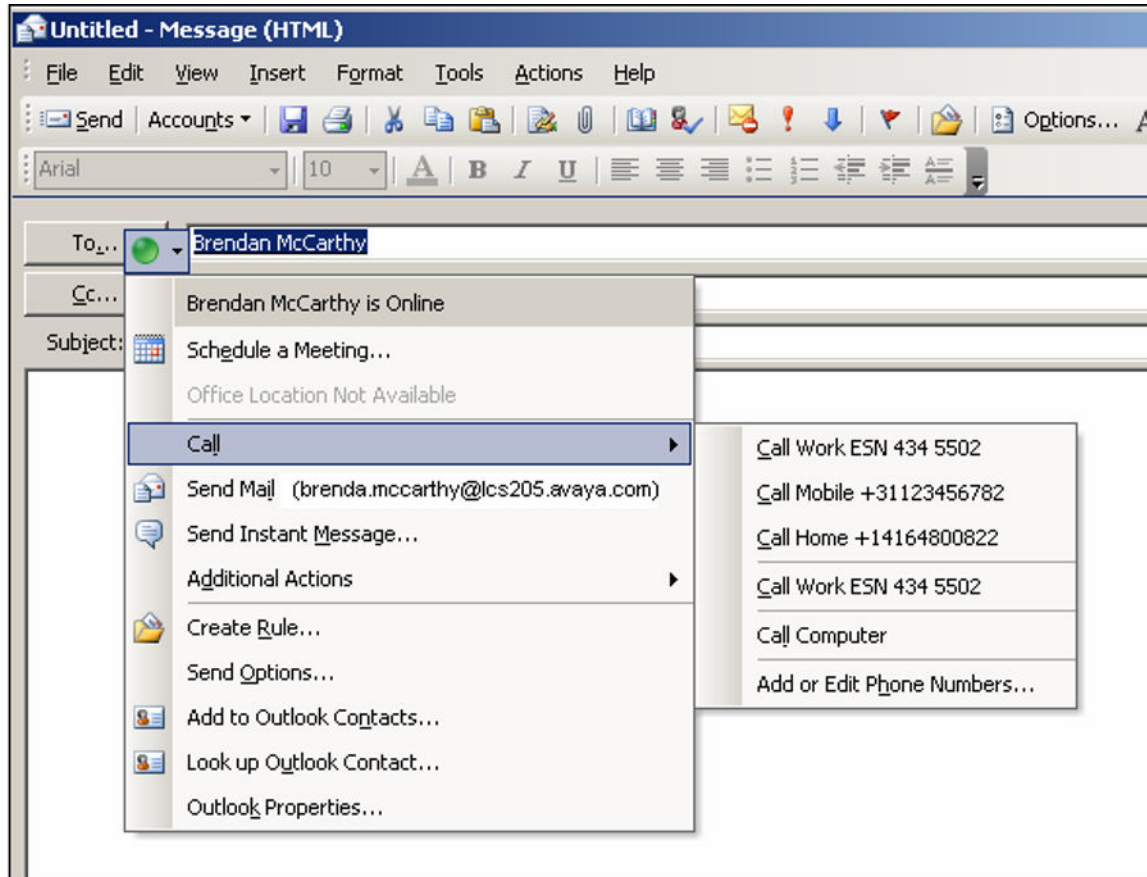 Untitled - Message (HTML)
File Edit View Insert Format Tools Actions Help
Send Accounts Options... A
Arial 10 A B I U
To... Brendan McCarthy
Cc...
Subject:
Brendan McCarthy is Online
Schedule a Meeting...
Office Location Not Available
Call
Send Mail (brenda.mccarthy@lcs205.avaya.com)
Send Instant Message...
Additional Actions
Create Rule...
Send Options...
Add to Outlook Contacts...
Look up Outlook Contact...
Outlook Properties...
Call Work ESN 434 5502
Call Mobile +31123456782
Call Home +14164800822
Call Work ESN 434 5502
Call Computer
Add or Edit Phone Numbers...